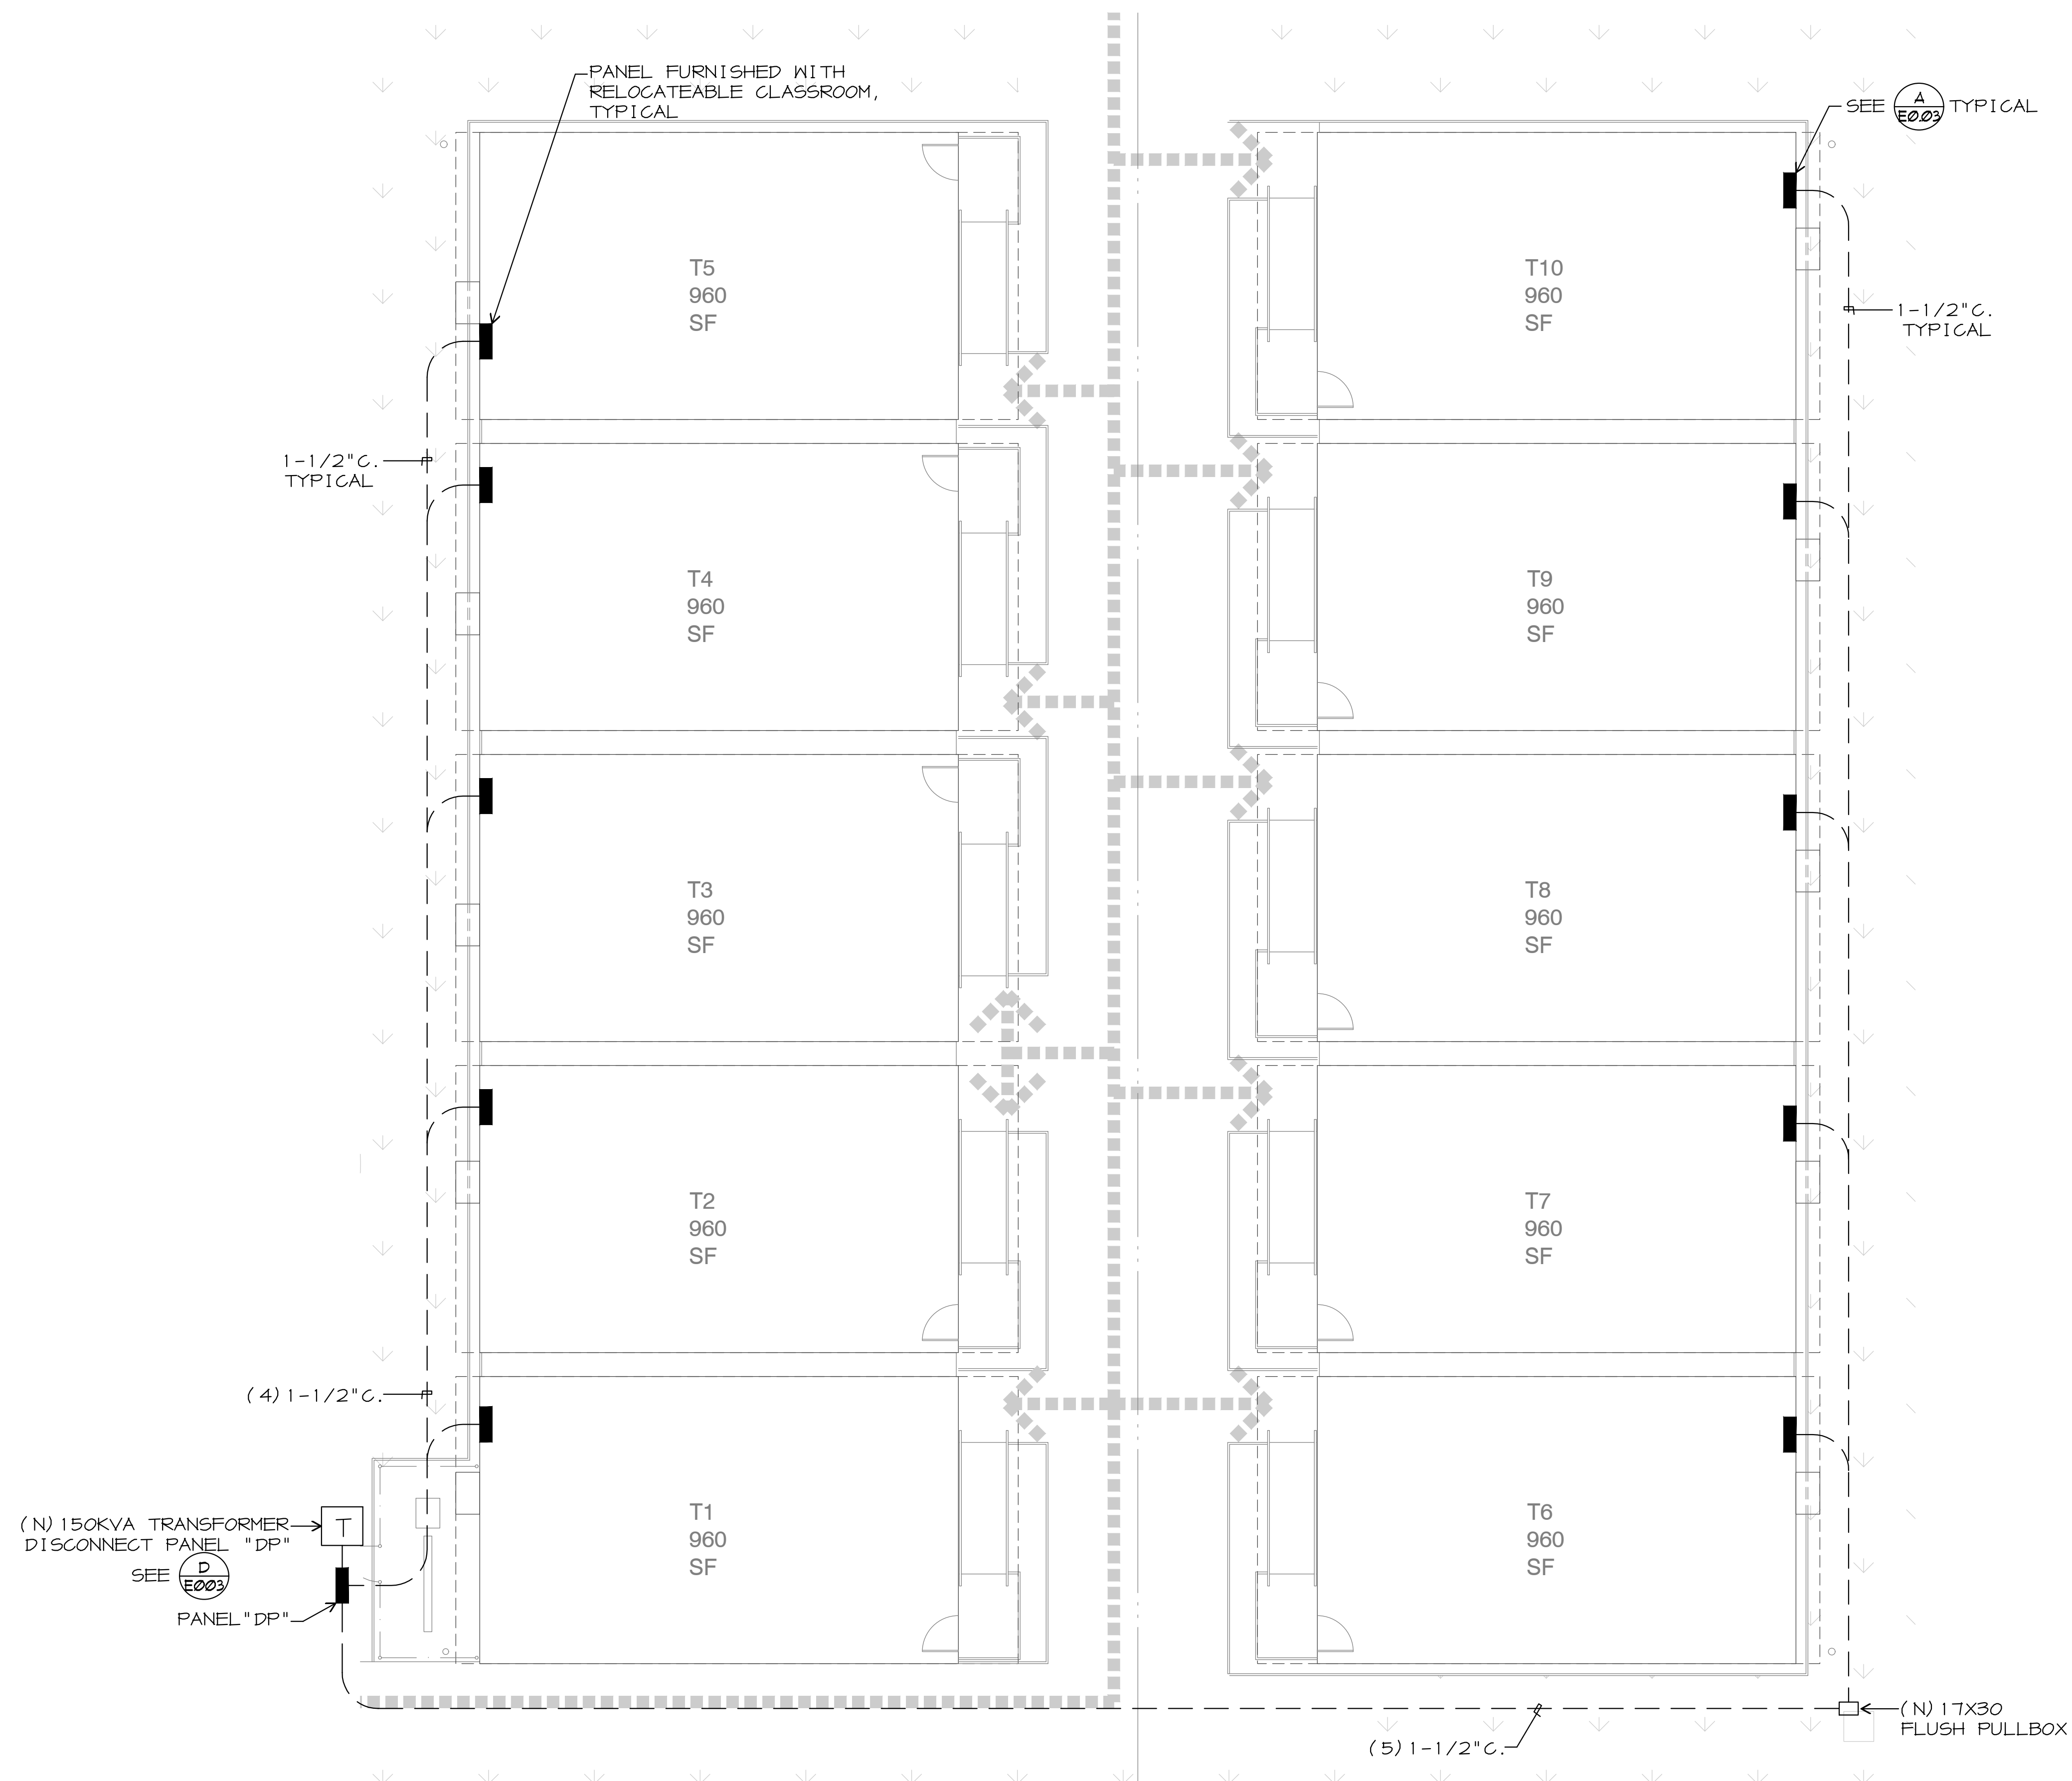 PANEL FURNISHED WITH
RELOCATEABLE CLASSROOM,
TYPICAL
SEE A TYPICAL
E0.03
T5
960
SF
T10
960
SF
1-1/2"C.
TYPICAL
1-1/2"C.
TYPICAL
T4
960
SF
T9
960
SF
T3
960
SF
T8
960
SF
T2
960
SF
T7
960
SF
(4)1-1/2"C.
T1
960
SF
T6
960
SF
(N)150KVA TRANSFORMER
T
DISCONNECT PANEL "DP"
SEE D
E003
PANEL"DP"
(N)17X30
FLUSH PULLBOX
(5)1-1/2"C.